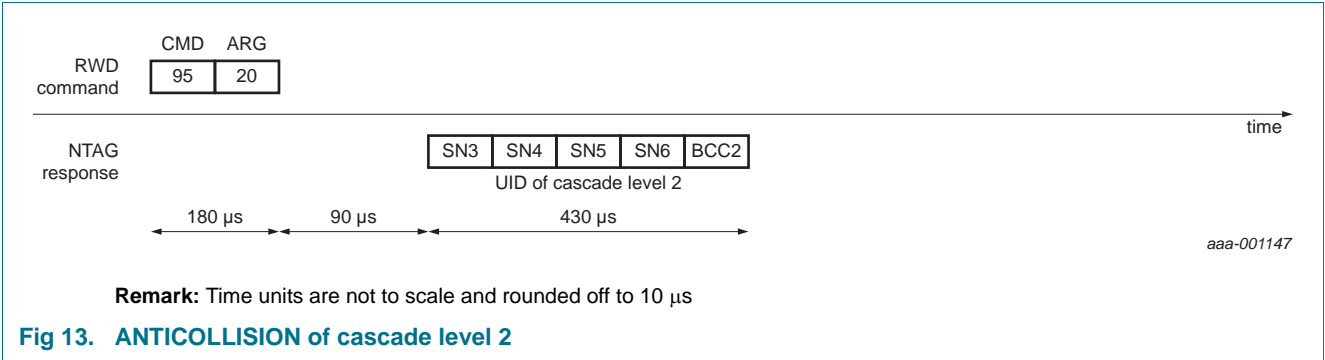 CMD ARG
RWD
command
95 20
time
NTAG
response
SN3 SN4 SN5 SN6 BCC2
UID of cascade level 2
180 µs 90 µs 430 µs
aaa-001147
Remark: Time units are not to scale and rounded off to 10 µs
Fig 13. ANTICOLLISION of cascade level 2